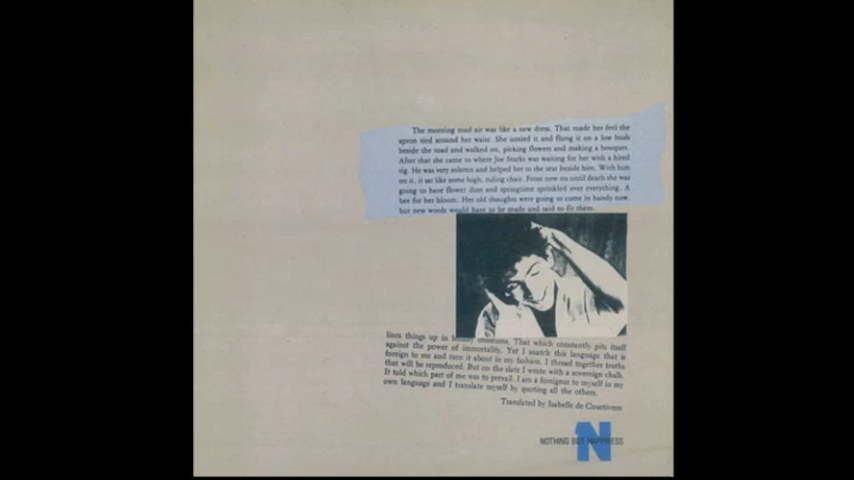 The morning road air was like a new dress. That made her feel the
apron tied around her waist. She untied it and flung it on a low bush
beside the road and walked on, picking flowers and making a bouquet.
After that she came to where Joe Starks was waiting for her with a hired
rig. He was very solemn and helped her to the seat beside him. With him
on it, it sat like some high, ruling chair. From now on until death she was
going to have flower dust and springtime sprinkled over everything. A
bee for her bloom. Her old thoughts were going to come in handy now,
but new words would have to be made and said to fit them.
lines things up in museums. That which constantly pits itself
against the power of immortality. Yet I snatch this language that is
foreign to me and turn it about in my fashion. I thread together truths
that will be reproduced. But on the slate I wrote with a sovereign chalk.
It told which part of me was to prevail. I am a foreigner to myself in my
own language and I translate myself by quoting all the others.
Translated by Isabelle de Courtivron
NOTHING BUT HAPPINESS
N